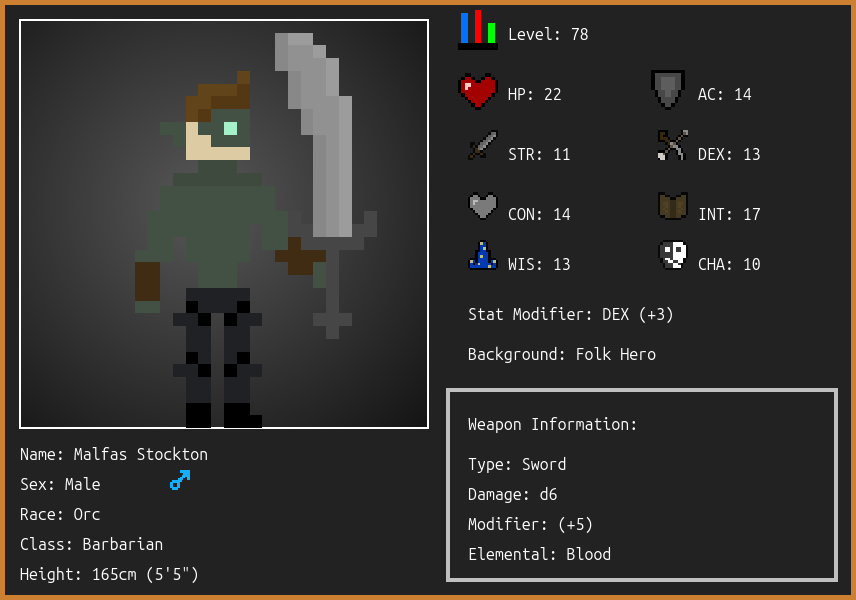 Level: 78
HP: 22
AC: 14
STR: 11
DEX: 13
CON: 14
INT: 17
WIS: 13
CHA: 10
Stat Modifier: DEX (+3)
Background: Folk Hero
Weapon Information:
Type: Sword
Damage: d6
Modifier: (+5)
Elemental: Blood
Name: Malfas Stockton
Sex: Male
Race: Orc
Class: Barbarian
Height: 165cm (5'5")